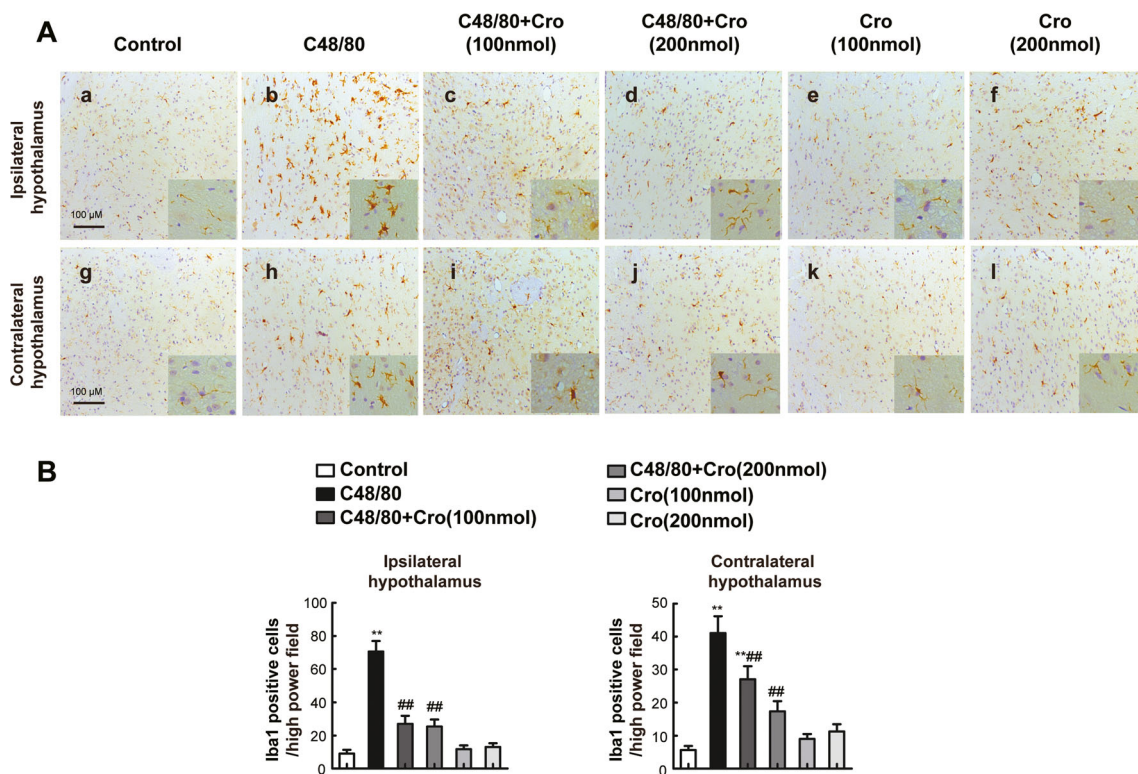 A
Control
C48/80
C48/80+Cro
(100nmol)
C48/80+Cro
(200nmol)
Cro
(100nmol)
Cro
(200nmol)
Ipsilateral
hypothalamus
a
b
c
d
e
f
100 µM
Contralateral
hypothalamus
g
h
i
j
k
l
100 µM
B
Control
C48/80
C48/80+Cro(100nmol)
C48/80+Cro(200nmol)
Cro(100nmol)
Cro(200nmol)
Ipsilateral
hypothalamus
Iba1 positive cells
/high power field
100
80
60
40
20
0
**
##
##
Contralateral
hypothalamus
Iba1 positive cells
/high power field
50
40
30
20
10
0
**
**##
##